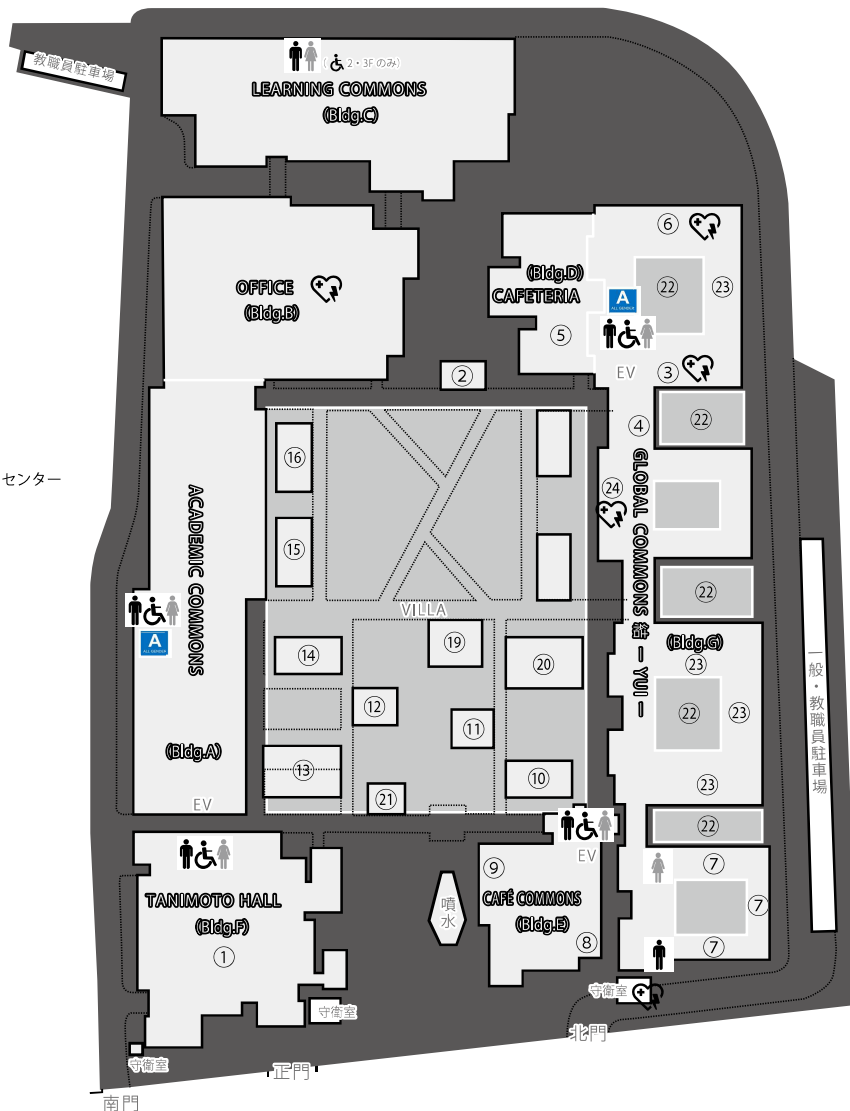 教職員駐車場
(2・3Fのみ)
LEARNING COMMONS
(Bldg.C)
OFFICE
(Bldg.B)
(Bldg.D)
CAFETERIA
⑤
⑥
㉒
㉓
A
ALL GENDER
EV
③
②
④
㉒
GLOBAL COMMONS 結 ー YUI ー
(Bldg.G)
㉔
㉒
㉓
㉒
㉓
㉓
㉒
センター
ACADEMIC COMMONS
A
ALL GENDER
(Bldg.A)
EV
⑯
⑮
VILLA
⑭
⑲
⑳
⑫
⑪
⑬
⑩
㉑
一般・教職員駐車場
TANIMOTO HALL
(Bldg.F)
①
噴水
EV
⑨
CAFÉ COMMONS
(Bldg.E)
⑧
⑦
⑦
⑦
守衛室
守衛室
守衛室
北門
正門
南門